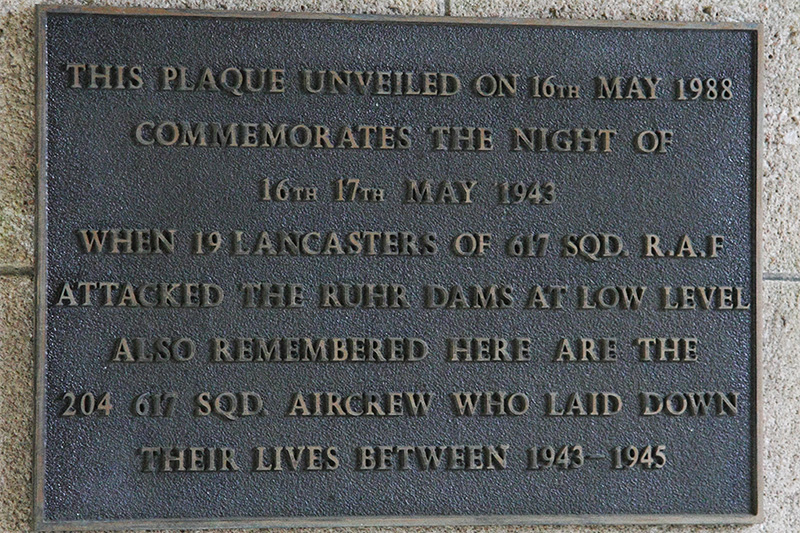 THIS PLAQUE UNVEILED ON 16TH MAY 1988
COMMEMORATES THE NIGHT OF
16TH 17TH MAY 1943
WHEN 19 LANCASTERS OF 617 SQD. R.A.F
ATTACKED THE RUHR DAMS AT LOW LEVEL
ALSO REMEMBERED HERE ARE THE
204 617 SQD. AIRCREW WHO LAID DOWN
THEIR LIVES BETWEEN 1943-1945